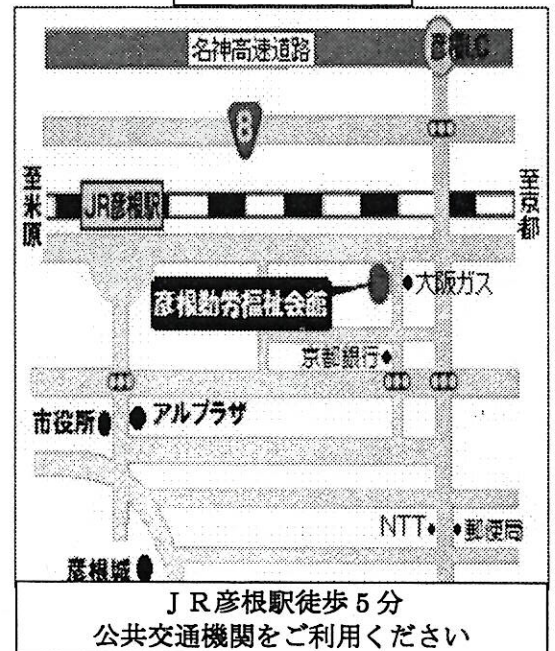 名神高速道路
8
至米原
JR彦根駅
至京都
彦根勤労福祉会館
大阪ガス
京都銀行
市役所
アルプラザ
NTT
郵便局
彦根城
ＪＲ彦根駅徒歩５分
公共交通機関をご利用ください